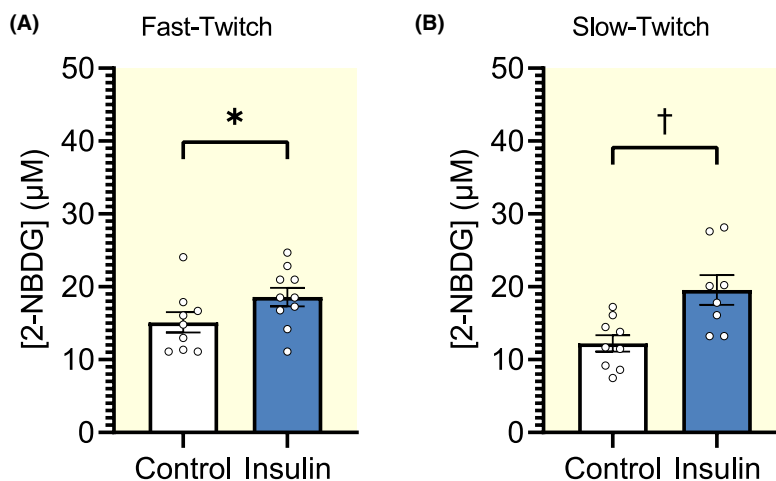 (A)
Fast-Twitch
[2-NBDG] (µM)
50
40
30
20
10
0
*
Control Insulin
(B)
Slow-Twitch
[2-NBDG] (µM)
50
40
30
20
10
0
†
Control Insulin